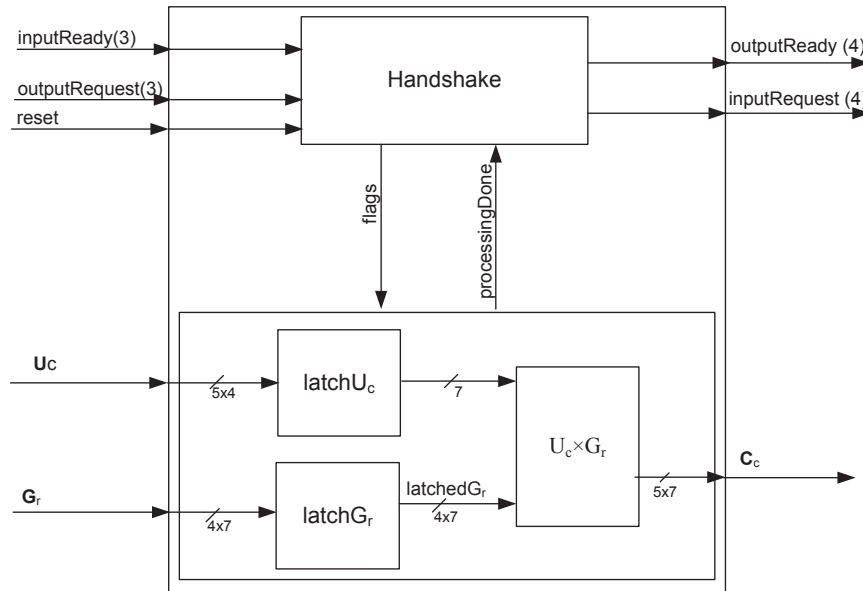 inputReady(3)
outputReady (4)
Handshake
outputRequest(3)
inputRequest (4)
reset
flags
processingDone
Uc
5x4
latchUc
7
Uc×Gr
Cc
5x7
Gr
4x7
latchGr
latchedGr
4x7